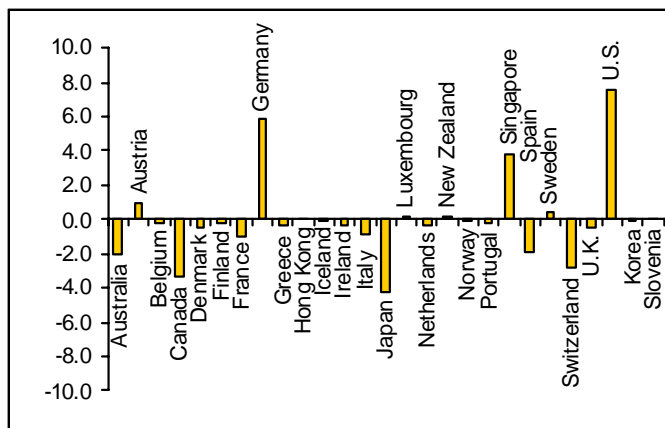 10.0
8.0
6.0
4.0
2.0
0.0
-2.0
-4.0
-6.0
-8.0
-10.0
Australia
Austria
Belgium
Canada
Denmark
Finland
France
Germany
Greece
Hong Kong
Iceland
Ireland
Italy
Japan
Luxembourg
Netherlands
New Zealand
Norway
Portugal
Singapore
Spain
Sweden
Switzerland
U.K.
U.S.
Korea
Slovenia